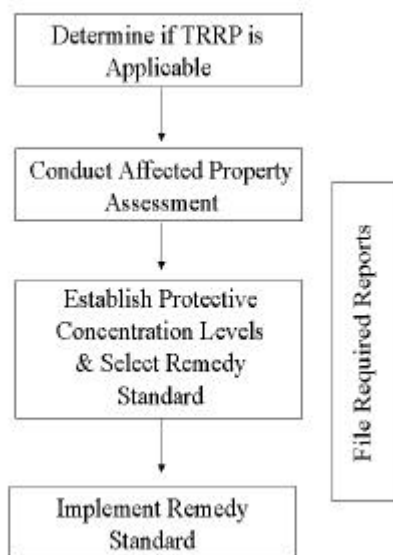 Determine if TRRP is
Applicable
Conduct Affected Property
Assessment
Establish Protective
Concentration Levels
& Select Remedy
Standard
Implement Remedy
Standard
File Required Reports